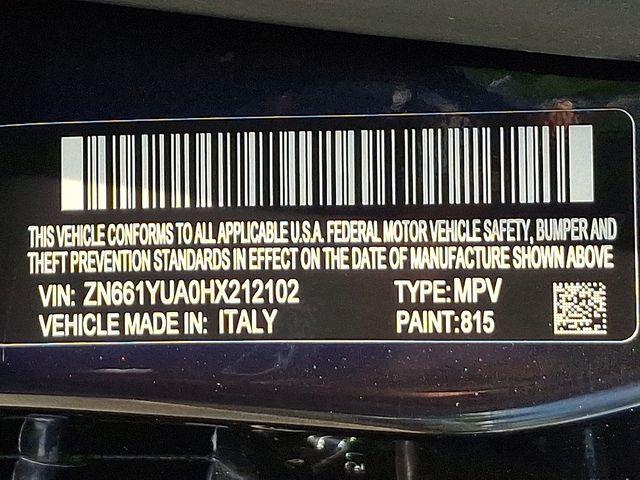 THIS VEHICLE CONFORMS TO ALL APPLICABLE U.S.A. FEDERAL MOTOR VEHICLE SAFETY, BUMPER AND
THEFT PREVENTION STANDARDS IN EFFECT ON THE DATE OF MANUFACTURE SHOWN ABOVE
VIN: ZN661YUA0HX212102 TYPE:MPV
VEHICLE MADE IN: ITALY PAINT:815